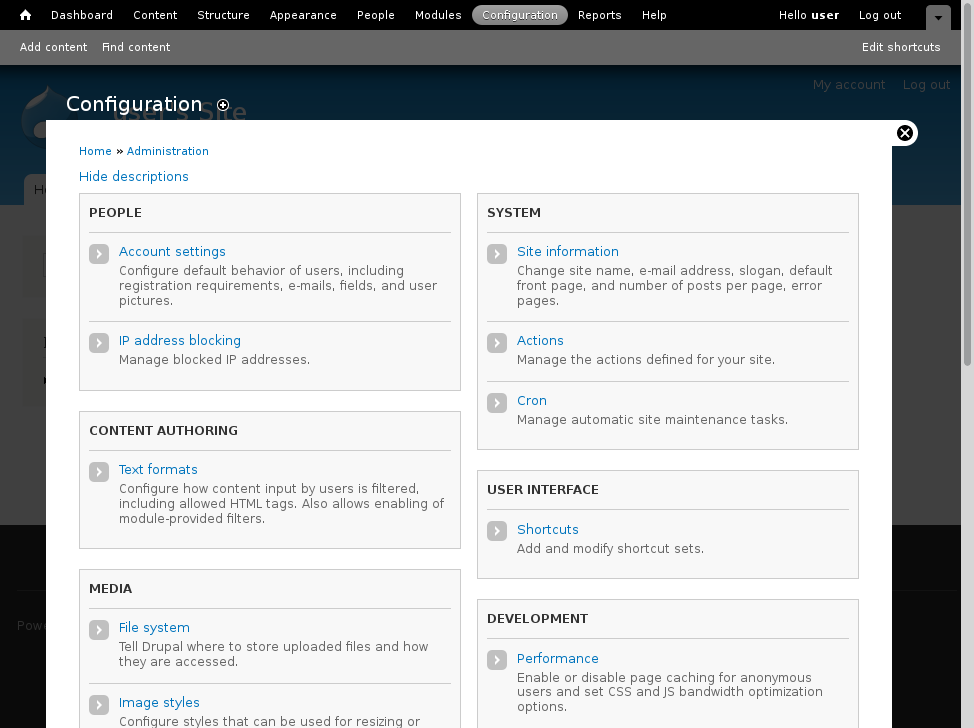 Dashboard Content Structure Appearance People Modules Configuration Reports Help Hello user Log out
Add content Find content Edit shortcuts
My account Log out
Configuration
user's Site
Home » Administration
Hide descriptions
PEOPLE
Account settings
Configure default behavior of users, including
registration requirements, e-mails, fields, and user
pictures.
IP address blocking
Manage blocked IP addresses.
CONTENT AUTHORING
Text formats
Configure how content input by users is filtered,
including allowed HTML tags. Also allows enabling of
module-provided filters.
MEDIA
File system
Tell Drupal where to store uploaded files and how
they are accessed.
Image styles
Configure styles that can be used for resizing or
SYSTEM
Site information
Change site name, e-mail address, slogan, default
front page, and number of posts per page, error
pages.
Actions
Manage the actions defined for your site.
Cron
Manage automatic site maintenance tasks.
USER INTERFACE
Shortcuts
Add and modify shortcut sets.
DEVELOPMENT
Performance
Enable or disable page caching for anonymous
users and set CSS and JS bandwidth optimization
options.